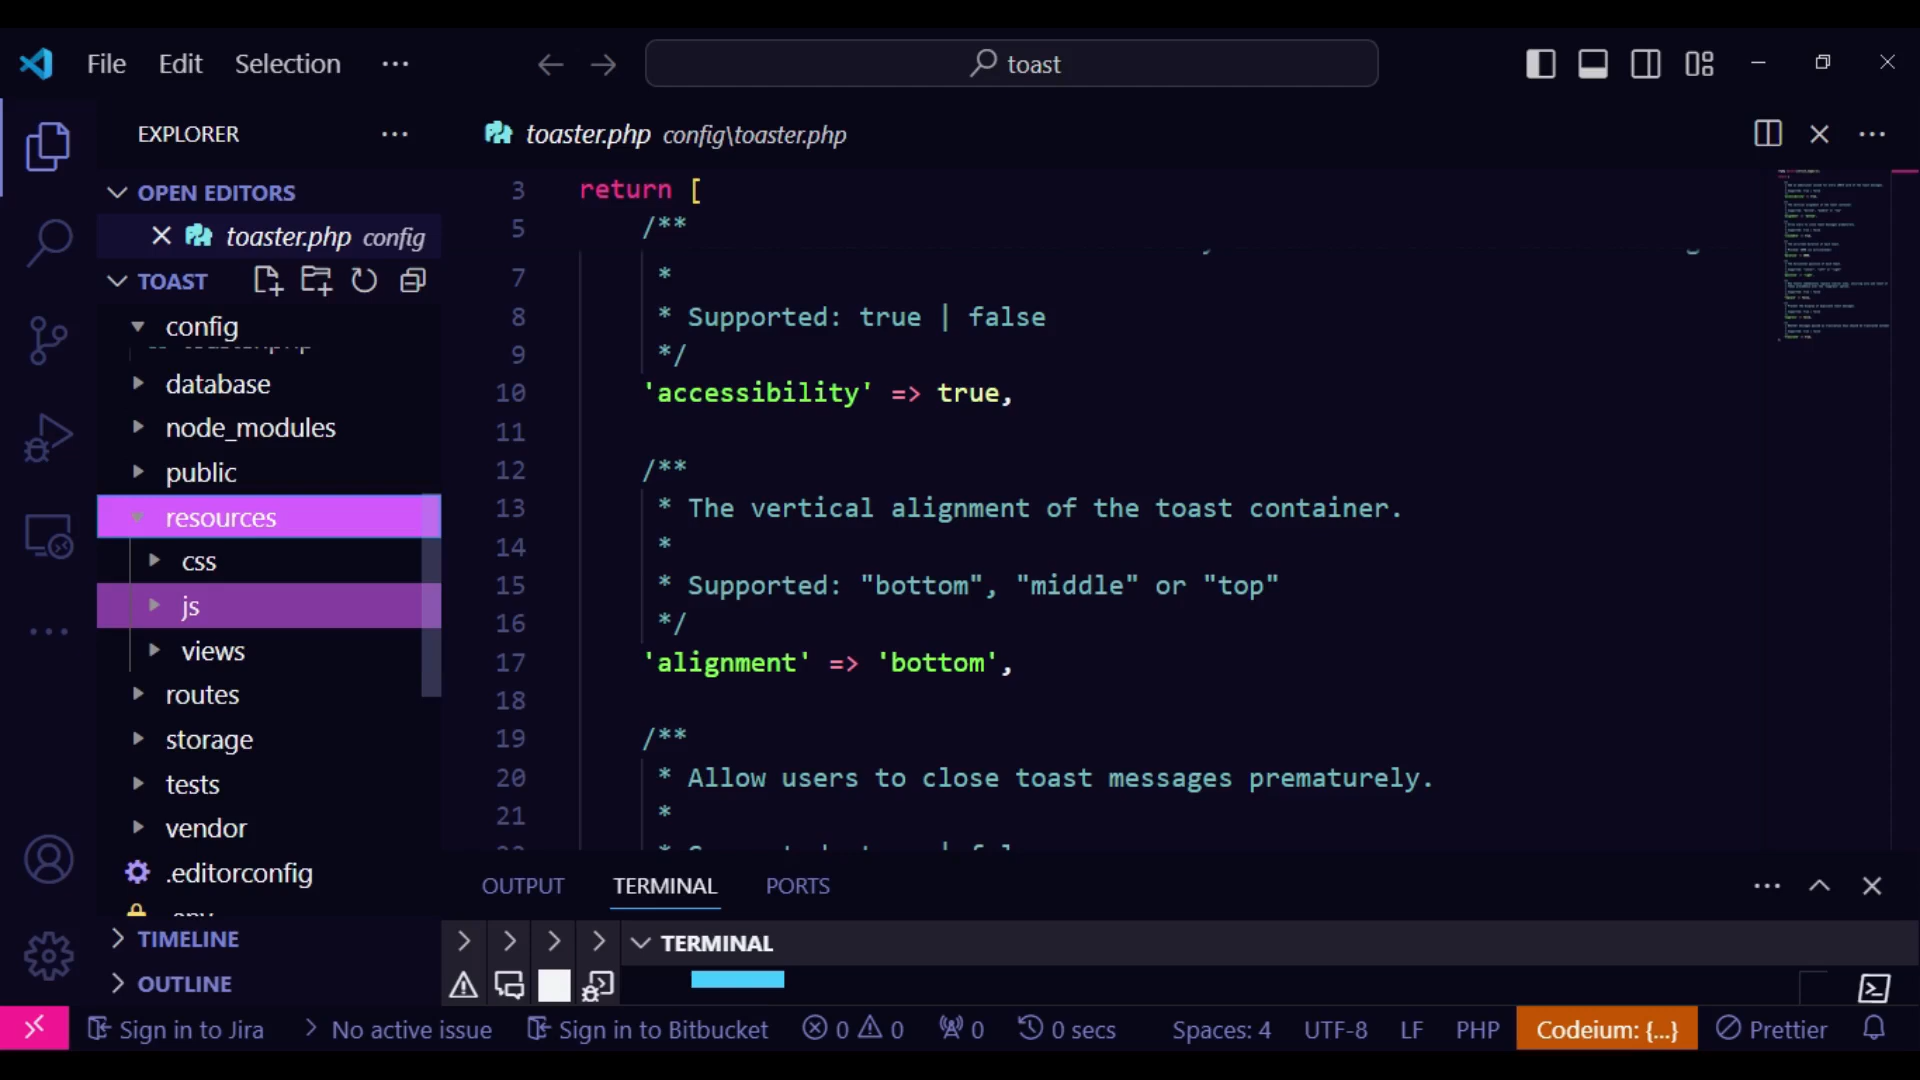 File Edit Selection ···
toast
EXPLORER ···
toaster.php config\toaster.php
OPEN EDITORS
toaster.php config
TOAST
config
database
node_modules
public
resources
css
js
views
routes
storage
tests
vendor
.editorconfig
TIMELINE
OUTLINE
3 return [
5 /**
7 *
8 * Supported: true | false
9 */
10 'accessibility' => true,
11
12 /**
13 * The vertical alignment of the toast container.
14 *
15 * Supported: "bottom", "middle" or "top"
16 */
17 'alignment' => 'bottom',
18
19 /**
20 * Allow users to close toast messages prematurely.
21 *
OUTPUT TERMINAL PORTS
TERMINAL
Sign in to Jira No active issue Sign in to Bitbucket 0 0 0 0 secs Spaces: 4 UTF-8 LF PHP Codeium: {...} Prettier